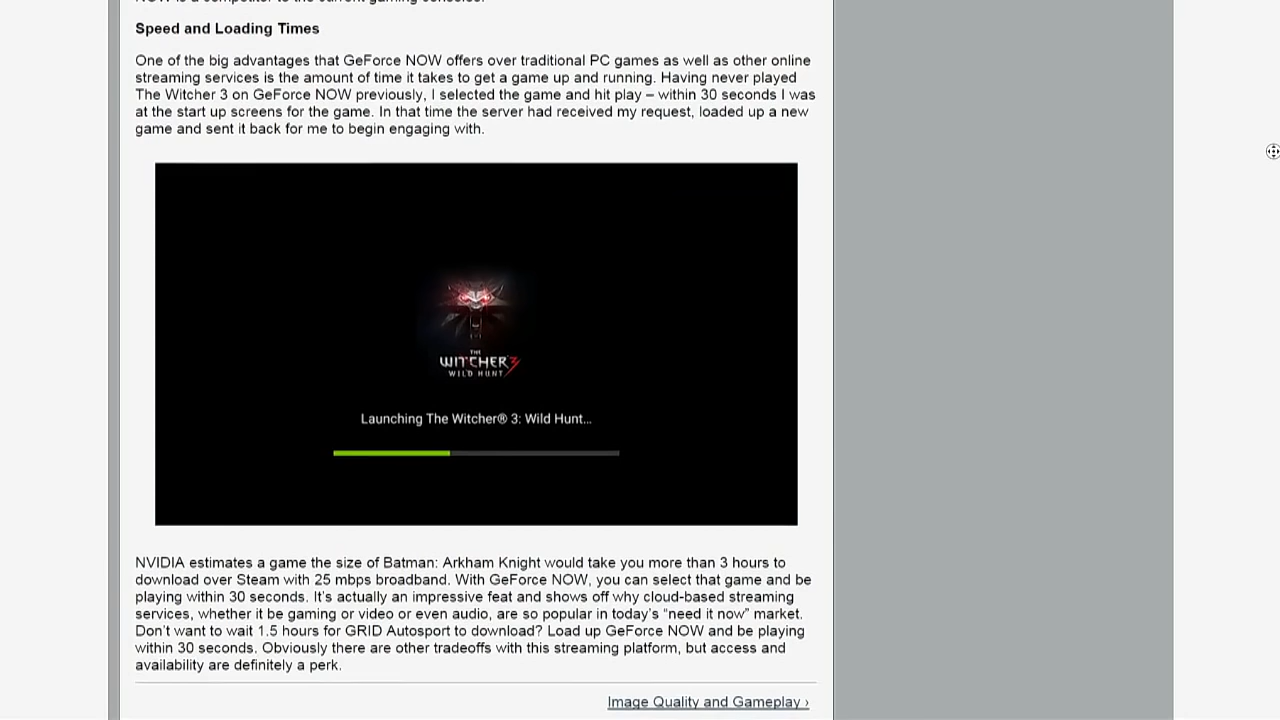 Speed and Loading Times
One of the big advantages that GeForce NOW offers over traditional PC games as well as other online
streaming services is the amount of time it takes to get a game up and running. Having never played
The Witcher 3 on GeForce NOW previously, I selected the game and hit play – within 30 seconds I was
at the start up screens for the game. In that time the server had received my request, loaded up a new
game and sent it back for me to begin engaging with.
THE
WITCHER 3
WILD HUNT
Launching The Witcher® 3: Wild Hunt...
NVIDIA estimates a game the size of Batman: Arkham Knight would take you more than 3 hours to
download over Steam with 25 mbps broadband. With GeForce NOW, you can select that game and be
playing within 30 seconds. It's actually an impressive feat and shows off why cloud-based streaming
services, whether it be gaming or video or even audio, are so popular in today's “need it now” market.
Don't want to wait 1.5 hours for GRID Autosport to download? Load up GeForce NOW and be playing
within 30 seconds. Obviously there are other tradeoffs with this streaming platform, but access and
availability are definitely a perk.
Image Quality and Gameplay ›